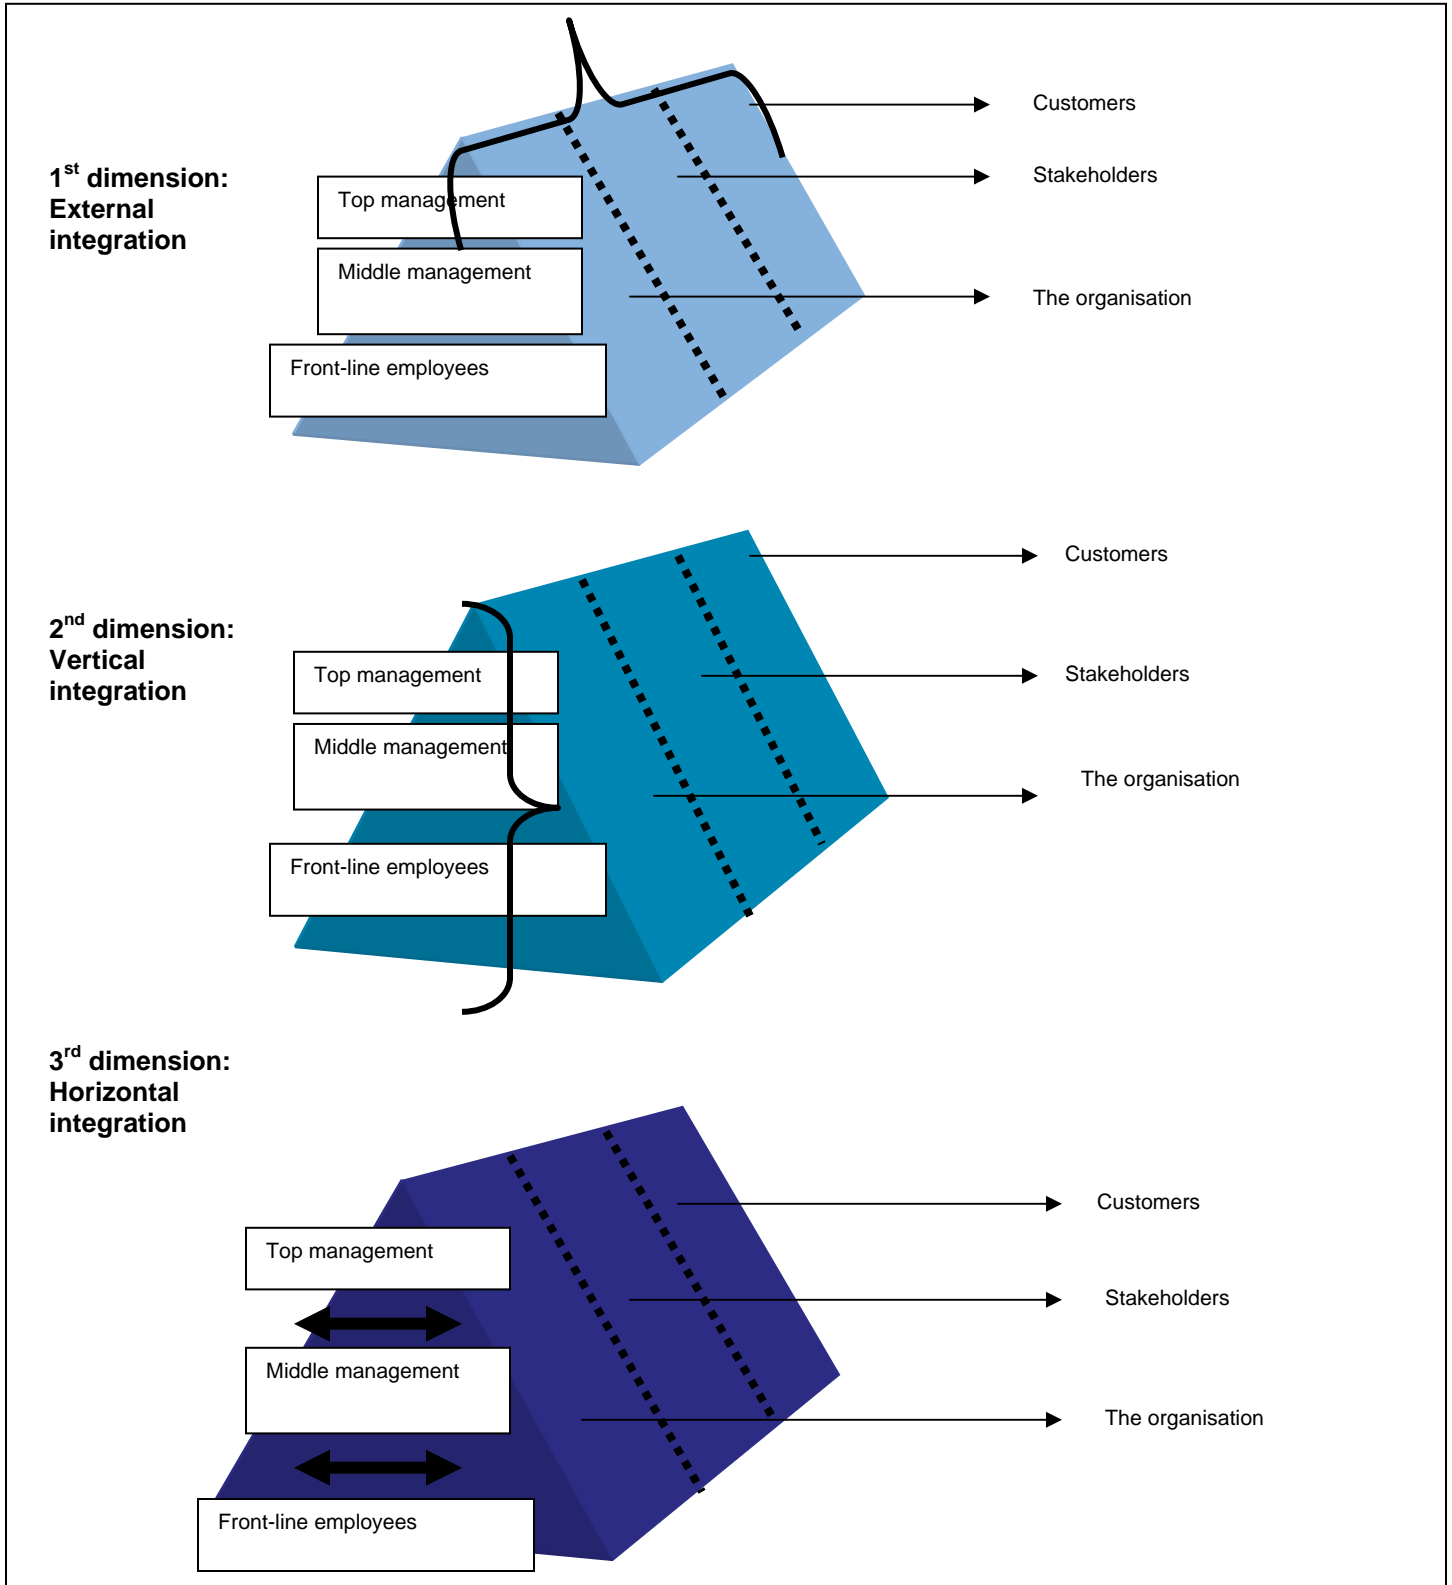 Customers
1st dimension:
External
integration
Stakeholders
Top management
Middle management
The organisation
Front-line employees
Customers
2nd dimension:
Vertical
integration
Top management
Stakeholders
Middle management
The organisation
Front-line employees
3rd dimension:
Horizontal
integration
Customers
Top management
Stakeholders
Middle management
The organisation
Front-line employees